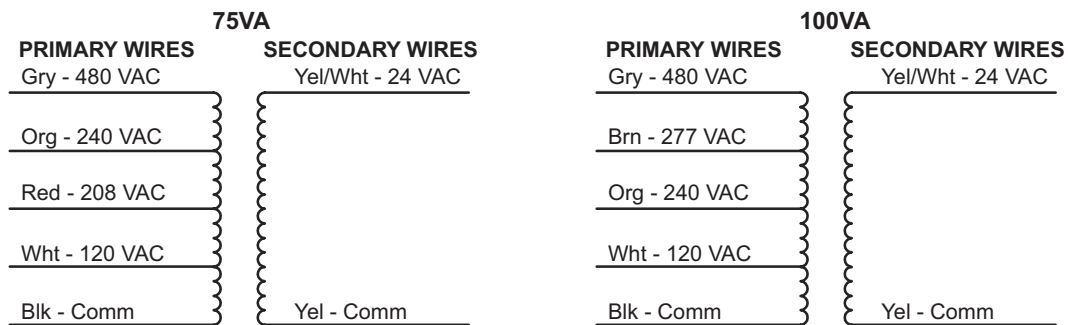 75VA
PRIMARY WIRES SECONDARY WIRES
Gry - 480 VAC Yel/Wht - 24 VAC
Org - 240 VAC
Red - 208 VAC
Wht - 120 VAC
Blk - Comm Yel - Comm
100VA
PRIMARY WIRES SECONDARY WIRES
Gry - 480 VAC Yel/Wht - 24 VAC
Brn - 277 VAC
Org - 240 VAC
Wht - 120 VAC
Blk - Comm Yel - Comm